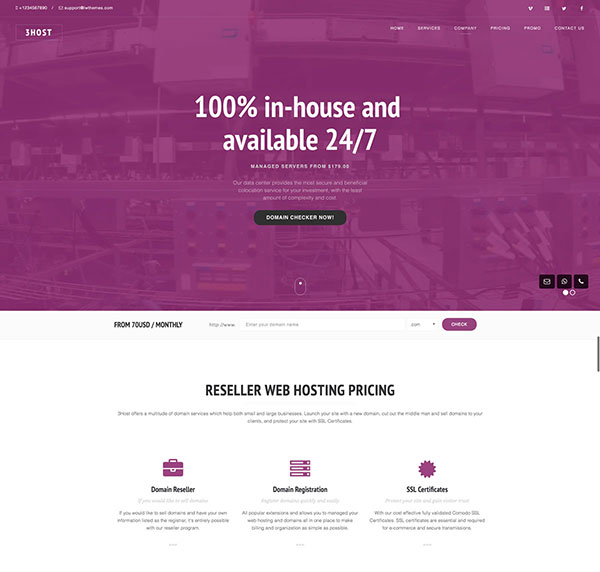 +1234567890 / support@lwthemes.com
3HOST
HOME SERVICES COMPANY PRICING PROMO CONTACT US
100% in-house and
available 24/7
MANAGED SERVERS FROM $179.00
Our data center provides the most secure and beneficial
colocation service for your investment, with the least
amount of complexity and cost
DOMAIN CHECKER NOW!
FROM 70USD / MONTHLY http://www. Enter your domain name .com CHECK
RESELLER WEB HOSTING PRICING
3Host offers a multitude of domain services which help both small and large businesses. Launch your site with a new domain, cut out the middle man and sell domains to your
clients, and protect your site with SSL Certificates.
Domain Reseller
If you would like to sell domains
If you would like to sell domains and have your own
information listed as the registrar, it's entirely possible
with our reseller program.
Domain Registration
Register domains quickly and easily
All popular extensions and allows you to managed your
web hosting and domains all in one place to make
billing and organization as simple as possible.
SSL Certificates
Protect your site and gain visitor trust
With our cost effective fully validated Comodo SSL
Certificates. SSL certificates are essential and required
for e-commerce and secure transmissions.